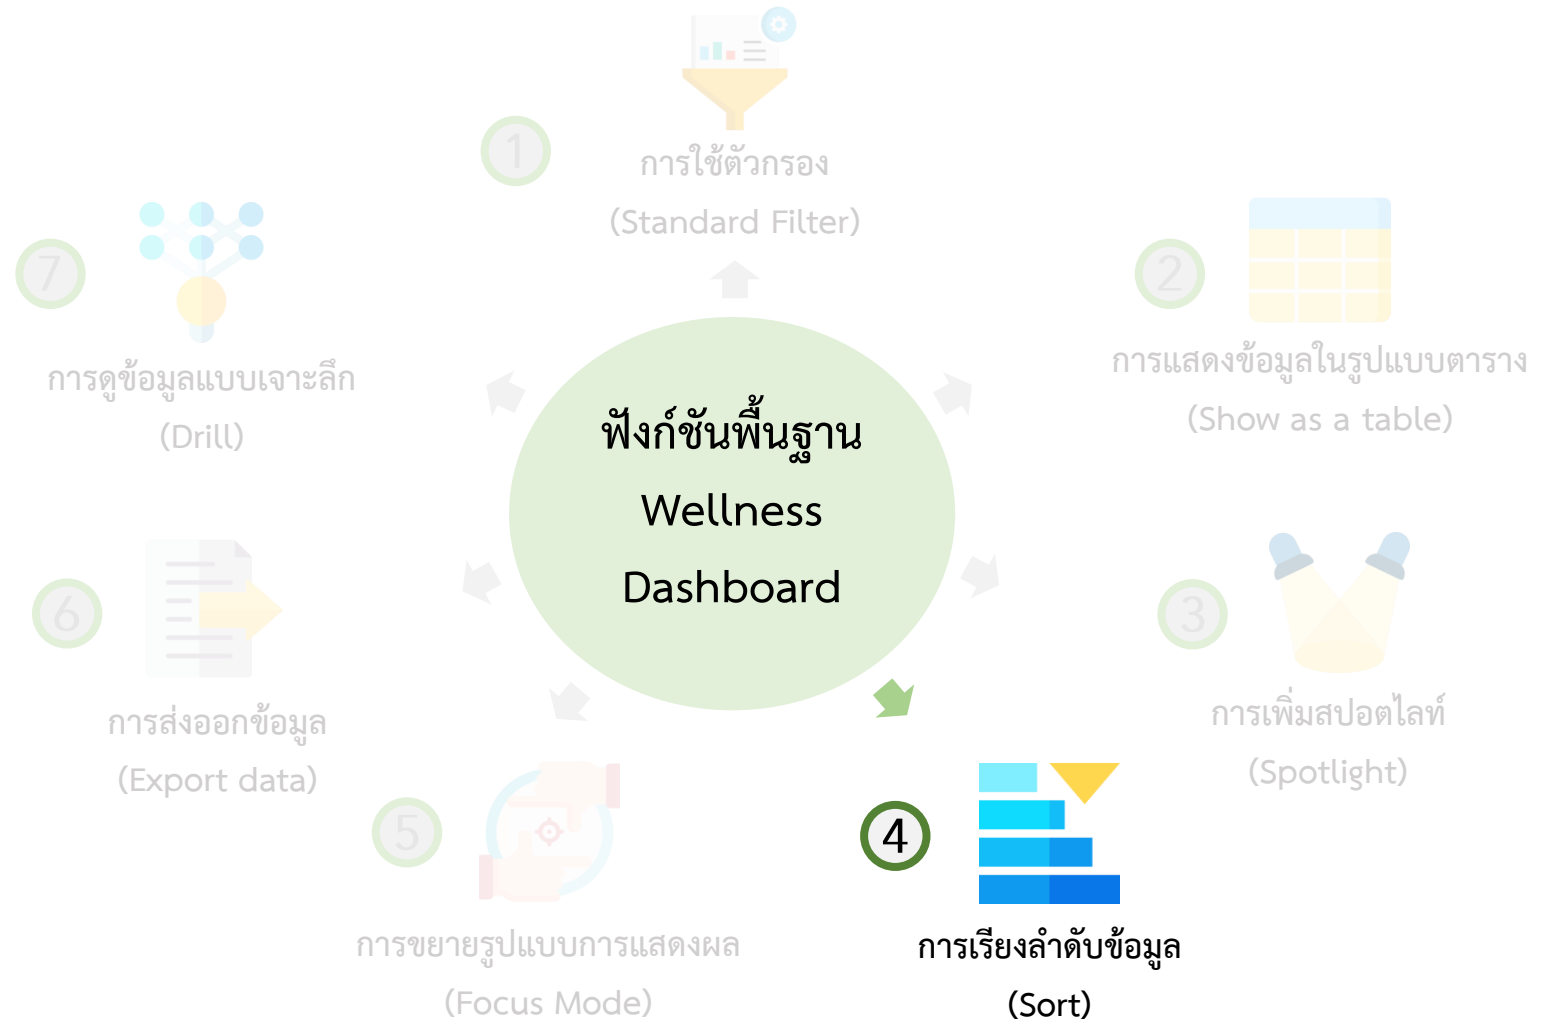 ฟังก์ชันพื้นฐาน
Wellness
Dashboard
1
การใช้ตัวกรอง
(Standard Filter)
2
การแสดงข้อมูลในรูปแบบตาราง
(Show as a table)
3
การเพิ่มสปอตไลท์
(Spotlight)
4
การเรียงลำดับข้อมูล
(Sort)
5
การขยายรูปแบบการแสดงผล
(Focus Mode)
6
การส่งออกข้อมูล
(Export data)
7
การดูข้อมูลแบบเจาะลึก
(Drill)